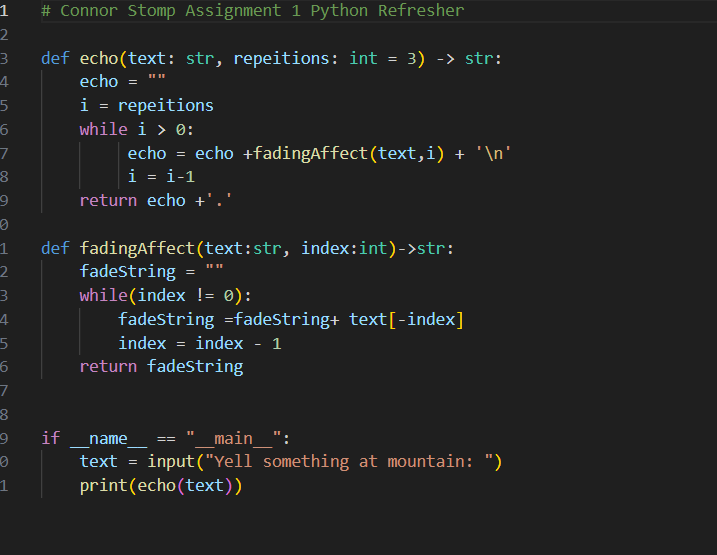 1 # Connor Stomp Assignment 1 Python Refresher
2
3 def echo(text: str, repeitions: int = 3) -> str:
4     echo = ""
5     i = repeitions
6     while i > 0:
7          echo = echo +fadingAffect(text,i) + '\n'
8          i = i-1
9     return echo +'.'
0
1 def fadingAffect(text:str, index:int)->str:
2     fadeString = ""
3     while(index != 0):
4         fadeString =fadeString+ text[-index]
5         index = index - 1
6     return fadeString
7
8
9 if __name__ == "__main__":
0     text = input("Yell something at mountain: ")
1     print(echo(text))